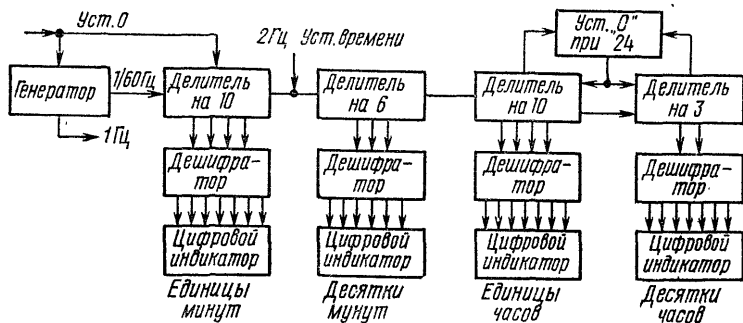 Уст. 0
2Гц Уст. времени
Уст. „0"
при 24
Генератор
1/60Гц
1Гц
Делитель
на 10
Делитель
на 6
Делитель
на 10
Делитель
на 3
Дешифра-
тор
Дешифра-
тор
Дешифра-
тор
Дешифра-
тор
Цифровой
индикатор
Цифровой
индикатор
Цифровой
индикатор
Цифровой
индикатор
Единицы
минут
Десятки
мунут
Единицы
часов
Десятки
часов